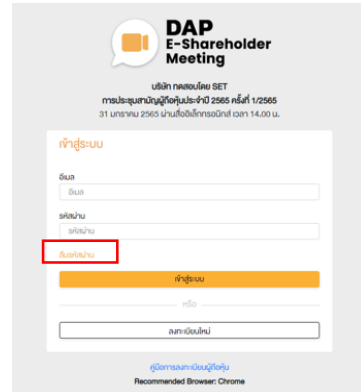 DAP
E-Shareholder
Meeting
บริษัท ทดสอบโดย SET
การประชุมสามัญผู้ถือหุ้นประจำปี 2565 ครั้งที่ 1/2565
31 มกราคม 2565 ผ่านสื่ออิเล็กทรอนิกส์ เวลา 14.00 น.
เข้าสู่ระบบ
อีเมล
อีเมล
รหัสผ่าน
รหัสผ่าน
ลืมรหัสผ่าน
เข้าสู่ระบบ
หรือ
ลงทะเบียนใหม่
คู่มือการลงทะเบียนผู้ถือหุ้น
Recommended Browser: Chrome